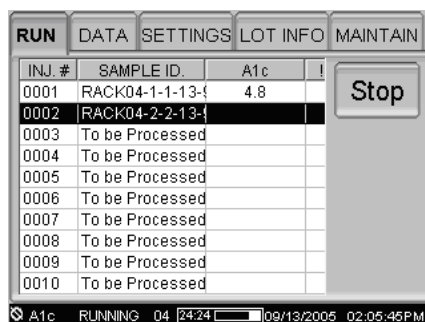 RUN DATA SETTINGS LOT INFO MAINTAIN
INJ. # SAMPLE ID. A1c !
Stop
0001 RACK04-1-1-13-9 4.8
0002 RACK04-2-2-13-9
0003 To be Processed
0004 To be Processed
0005 To be Processed
0006 To be Processed
0007 To be Processed
0008 To be Processed
0009 To be Processed
0010 To be Processed
A1c RUNNING 04 24:24 09/13/2005 02:05:45PM